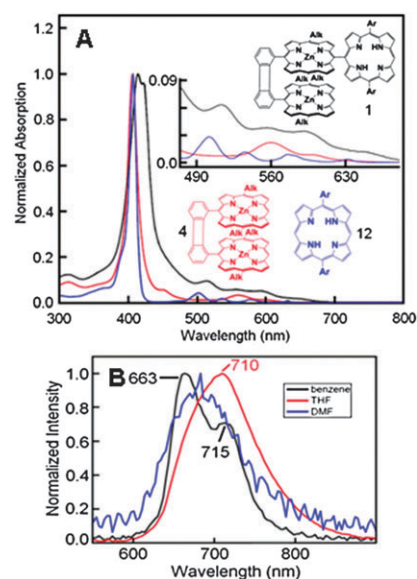 A
Normalized Absorption
1.0
0.8
0.6
0.4
0.2
0.0
300 400 500 600 700 800
Wavelength (nm)
0.09
0.00
490 560 630
Alk
Zn
N N
N N
Alk Alk
Zn
N N
N N
Alk
Ar
N HN
NH N
Ar
1
4
Alk
Zn
N N
N N
Alk Alk
Zn
N N
N N
Alk
Ar
N HN
NH N
Ar
12
B
Normalized Intensity
1.0
0.8
0.6
0.4
0.2
0.0
600 700 800
Wavelength (nm)
663
710
715
benzene
THF
DMF